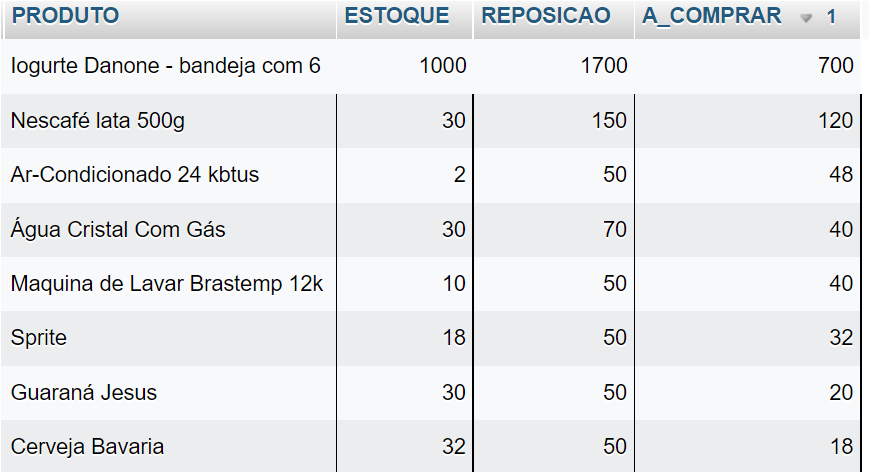 PRODUTO ESTOQUE REPOSICAO A_COMPRAR 1
Iogurte Danone - bandeja com 6 1000 1700 700
Nescafé lata 500g 30 150 120
Ar-Condicionado 24 kbtus 2 50 48
Água Cristal Com Gás 30 70 40
Maquina de Lavar Brastemp 12k 10 50 40
Sprite 18 50 32
Guaraná Jesus 30 50 20
Cerveja Bavaria 32 50 18